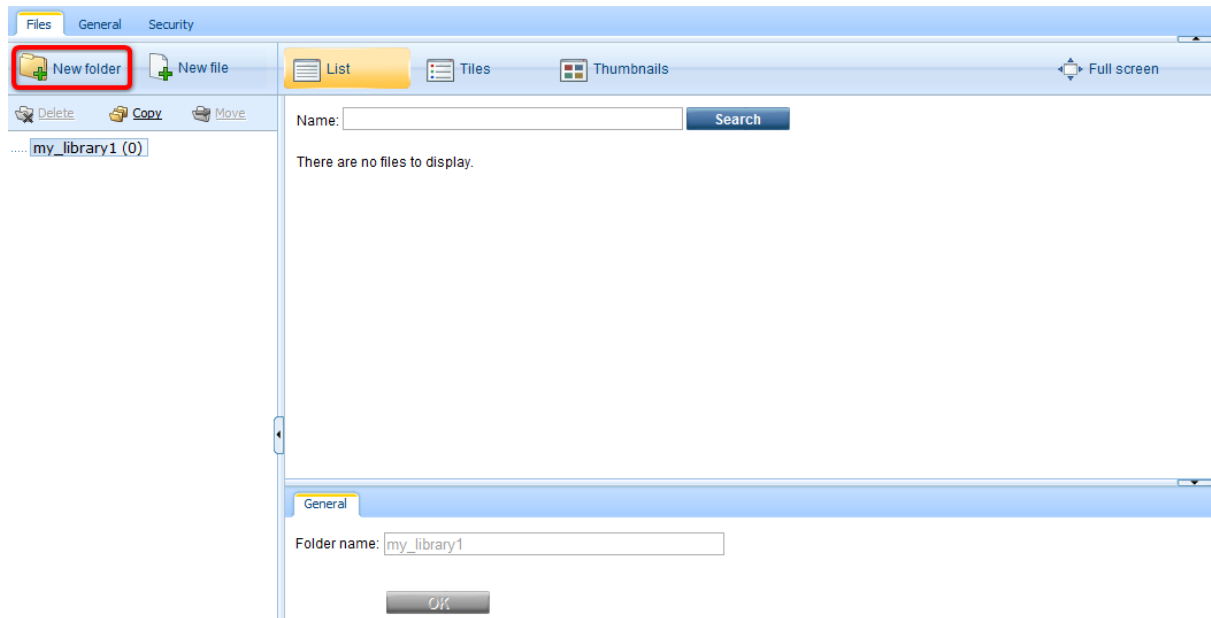 Files General Security
New folder New file List Tiles Thumbnails Full screen
Delete Copy Move
Name: Search
my_library1 (0)
There are no files to display.
General
Folder name: my_library1
OK